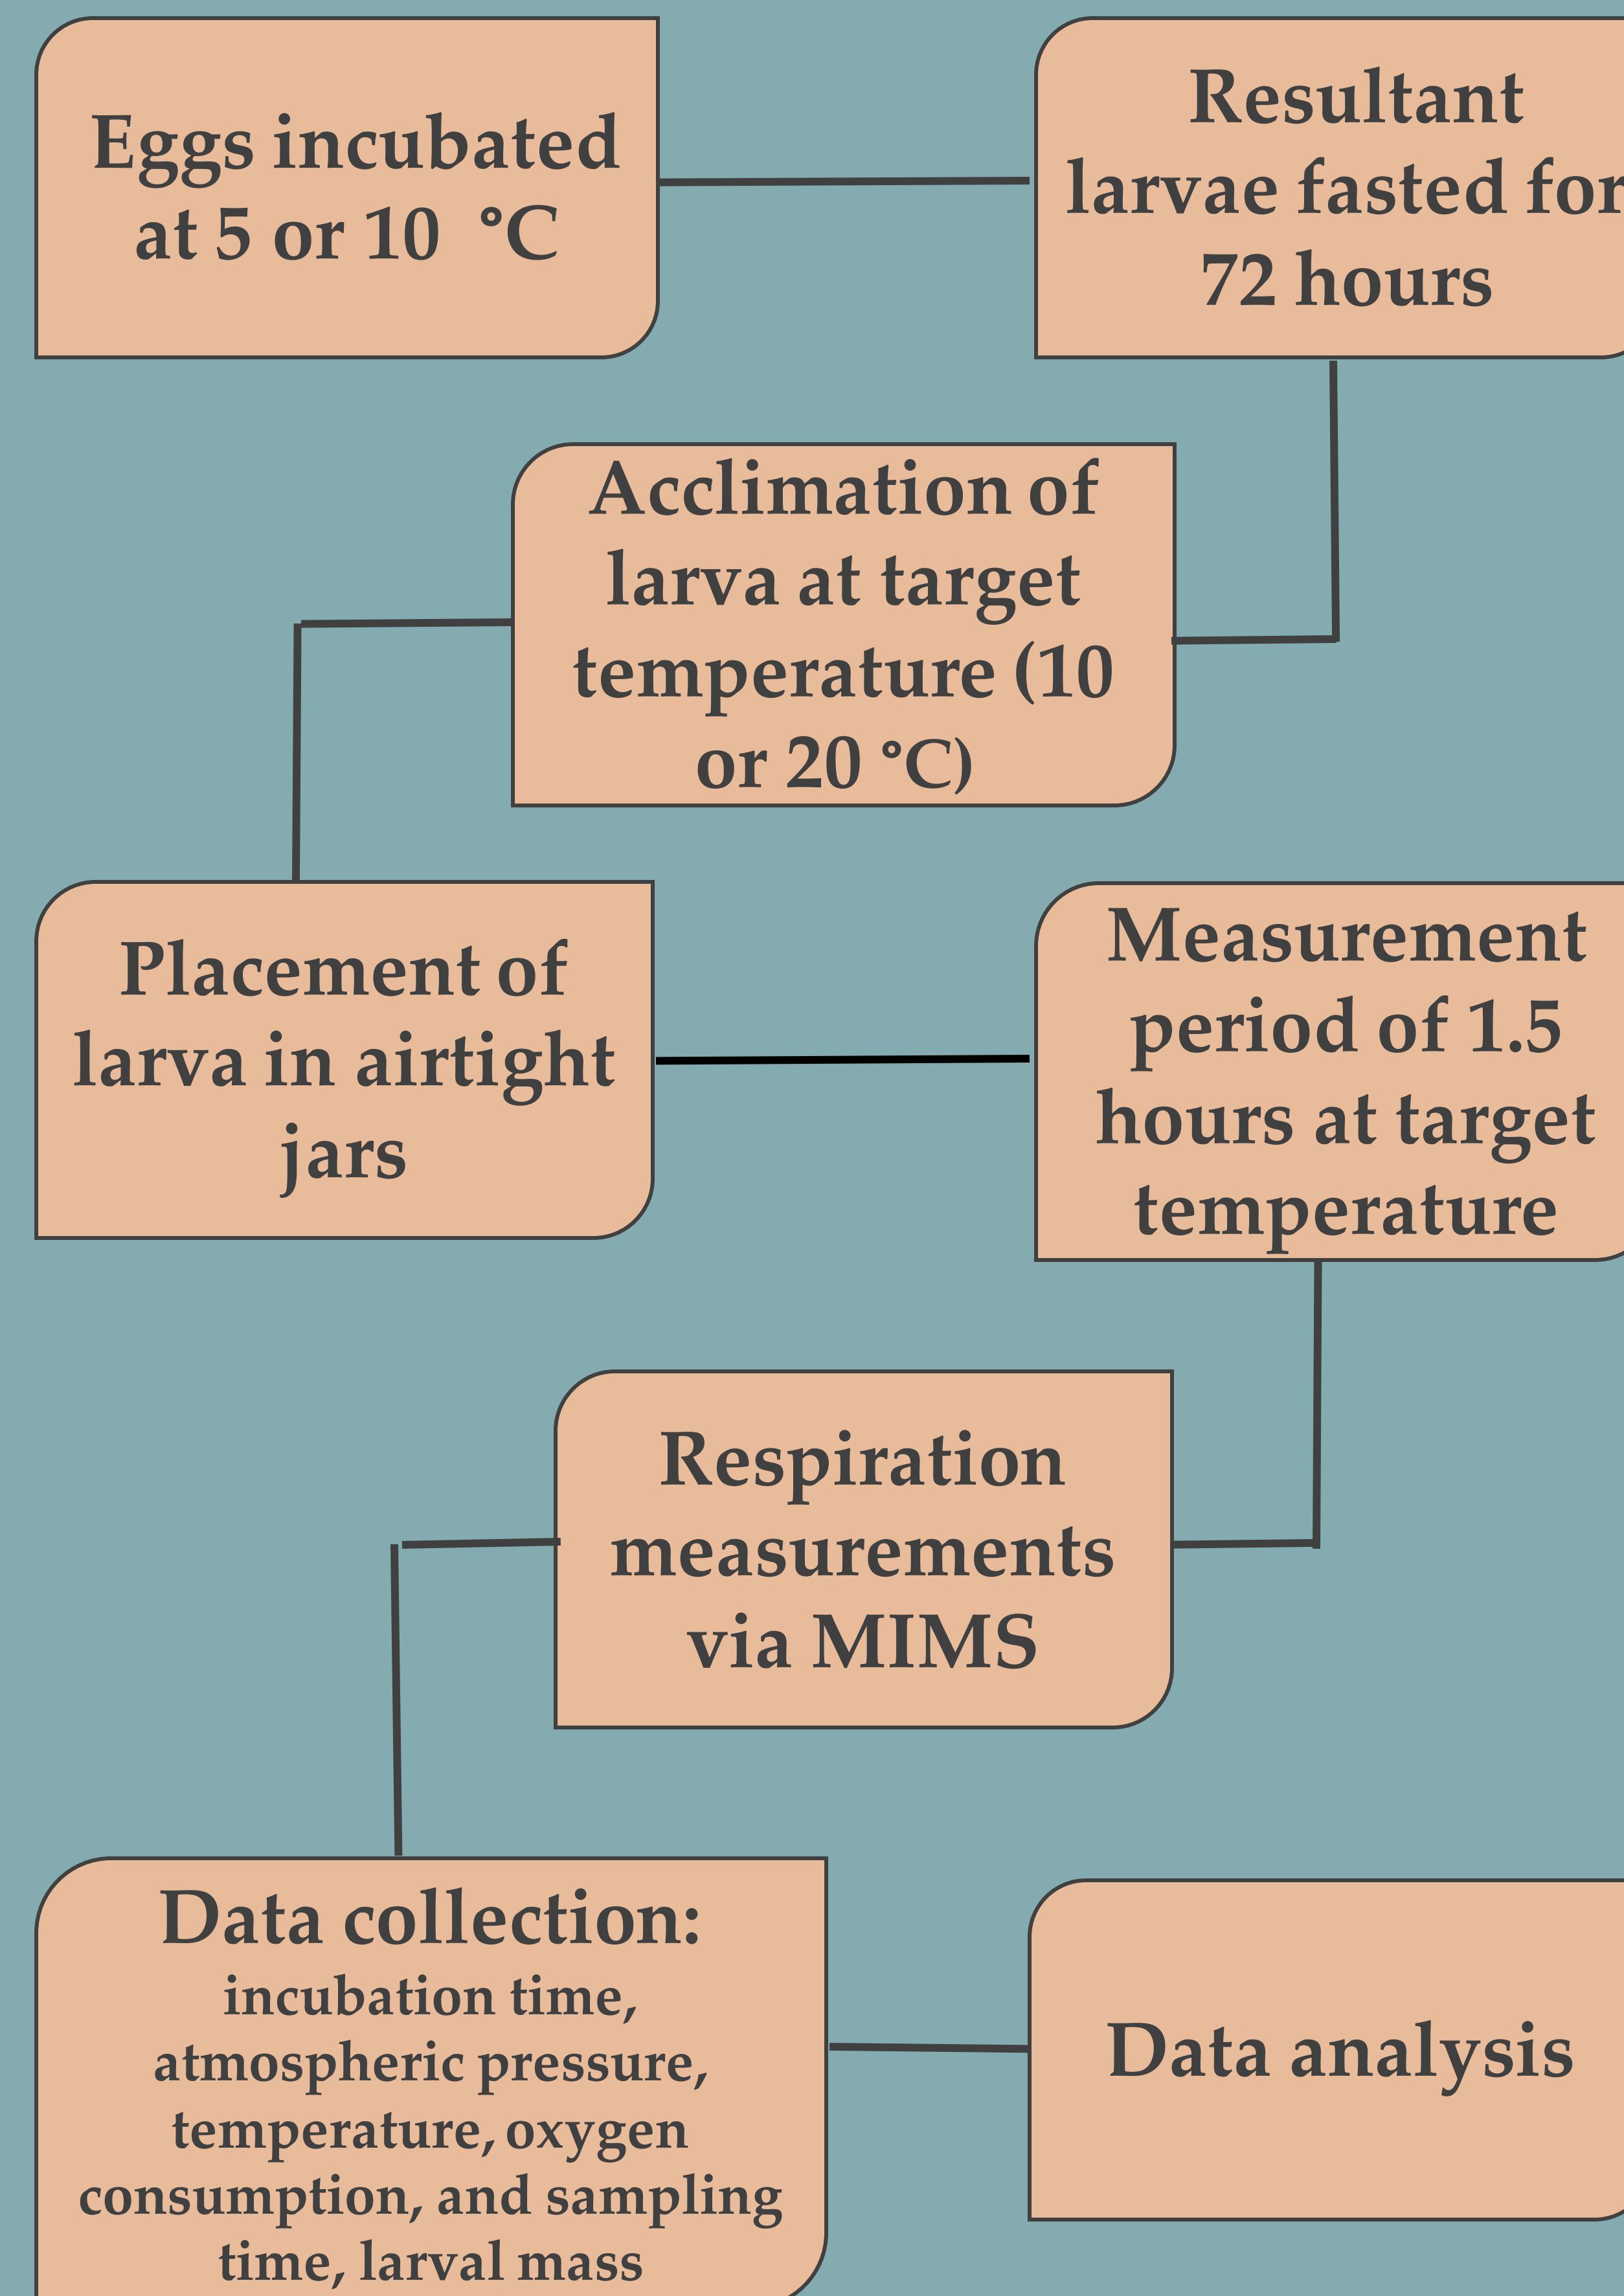 Eggs incubated
at 5 or 10 °C
Resultant
larvae fasted for
72 hours
Acclimation of
larva at target
temperature (10
or 20 °C)
Placement of
larva in airtight
jars
Measurement
period of 1.5
hours at target
temperature
Respiration
measurements
via MIMS
Data collection:
incubation time,
atmospheric pressure,
temperature, oxygen
consumption, and sampling
time, larval mass
Data analysis